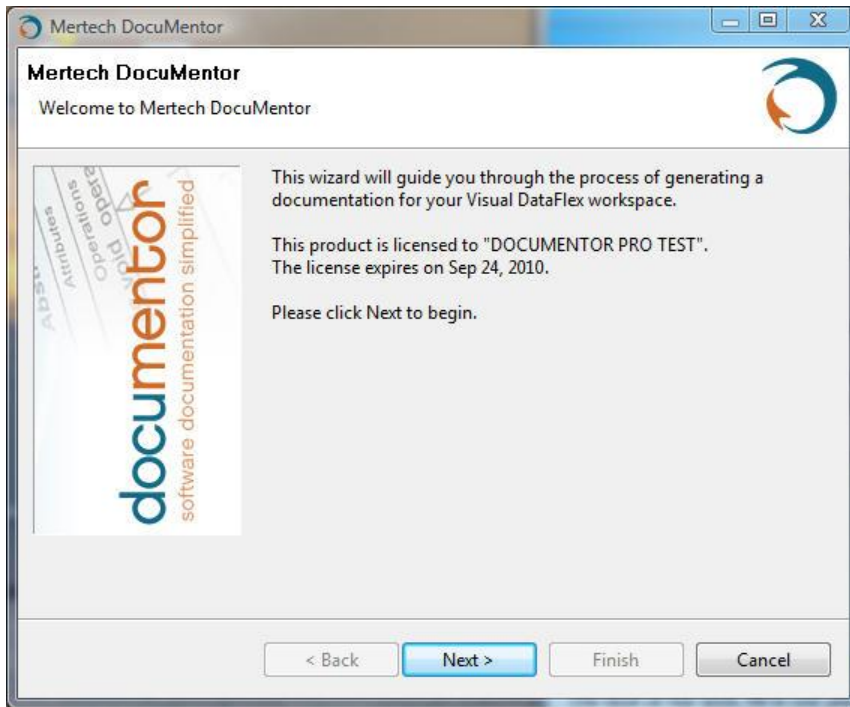 Mertech DocuMentor
Mertech DocuMentor
Welcome to Mertech DocuMentor
This wizard will guide you through the process of generating a
documentation for your Visual DataFlex workspace.
This product is licensed to "DOCUMENTOR PRO TEST".
The license expires on Sep 24, 2010.
Please click Next to begin.
documentor
software documentation simplified
Attributes
Operations
void opera
Abstr
< Back
Next >
Finish
Cancel